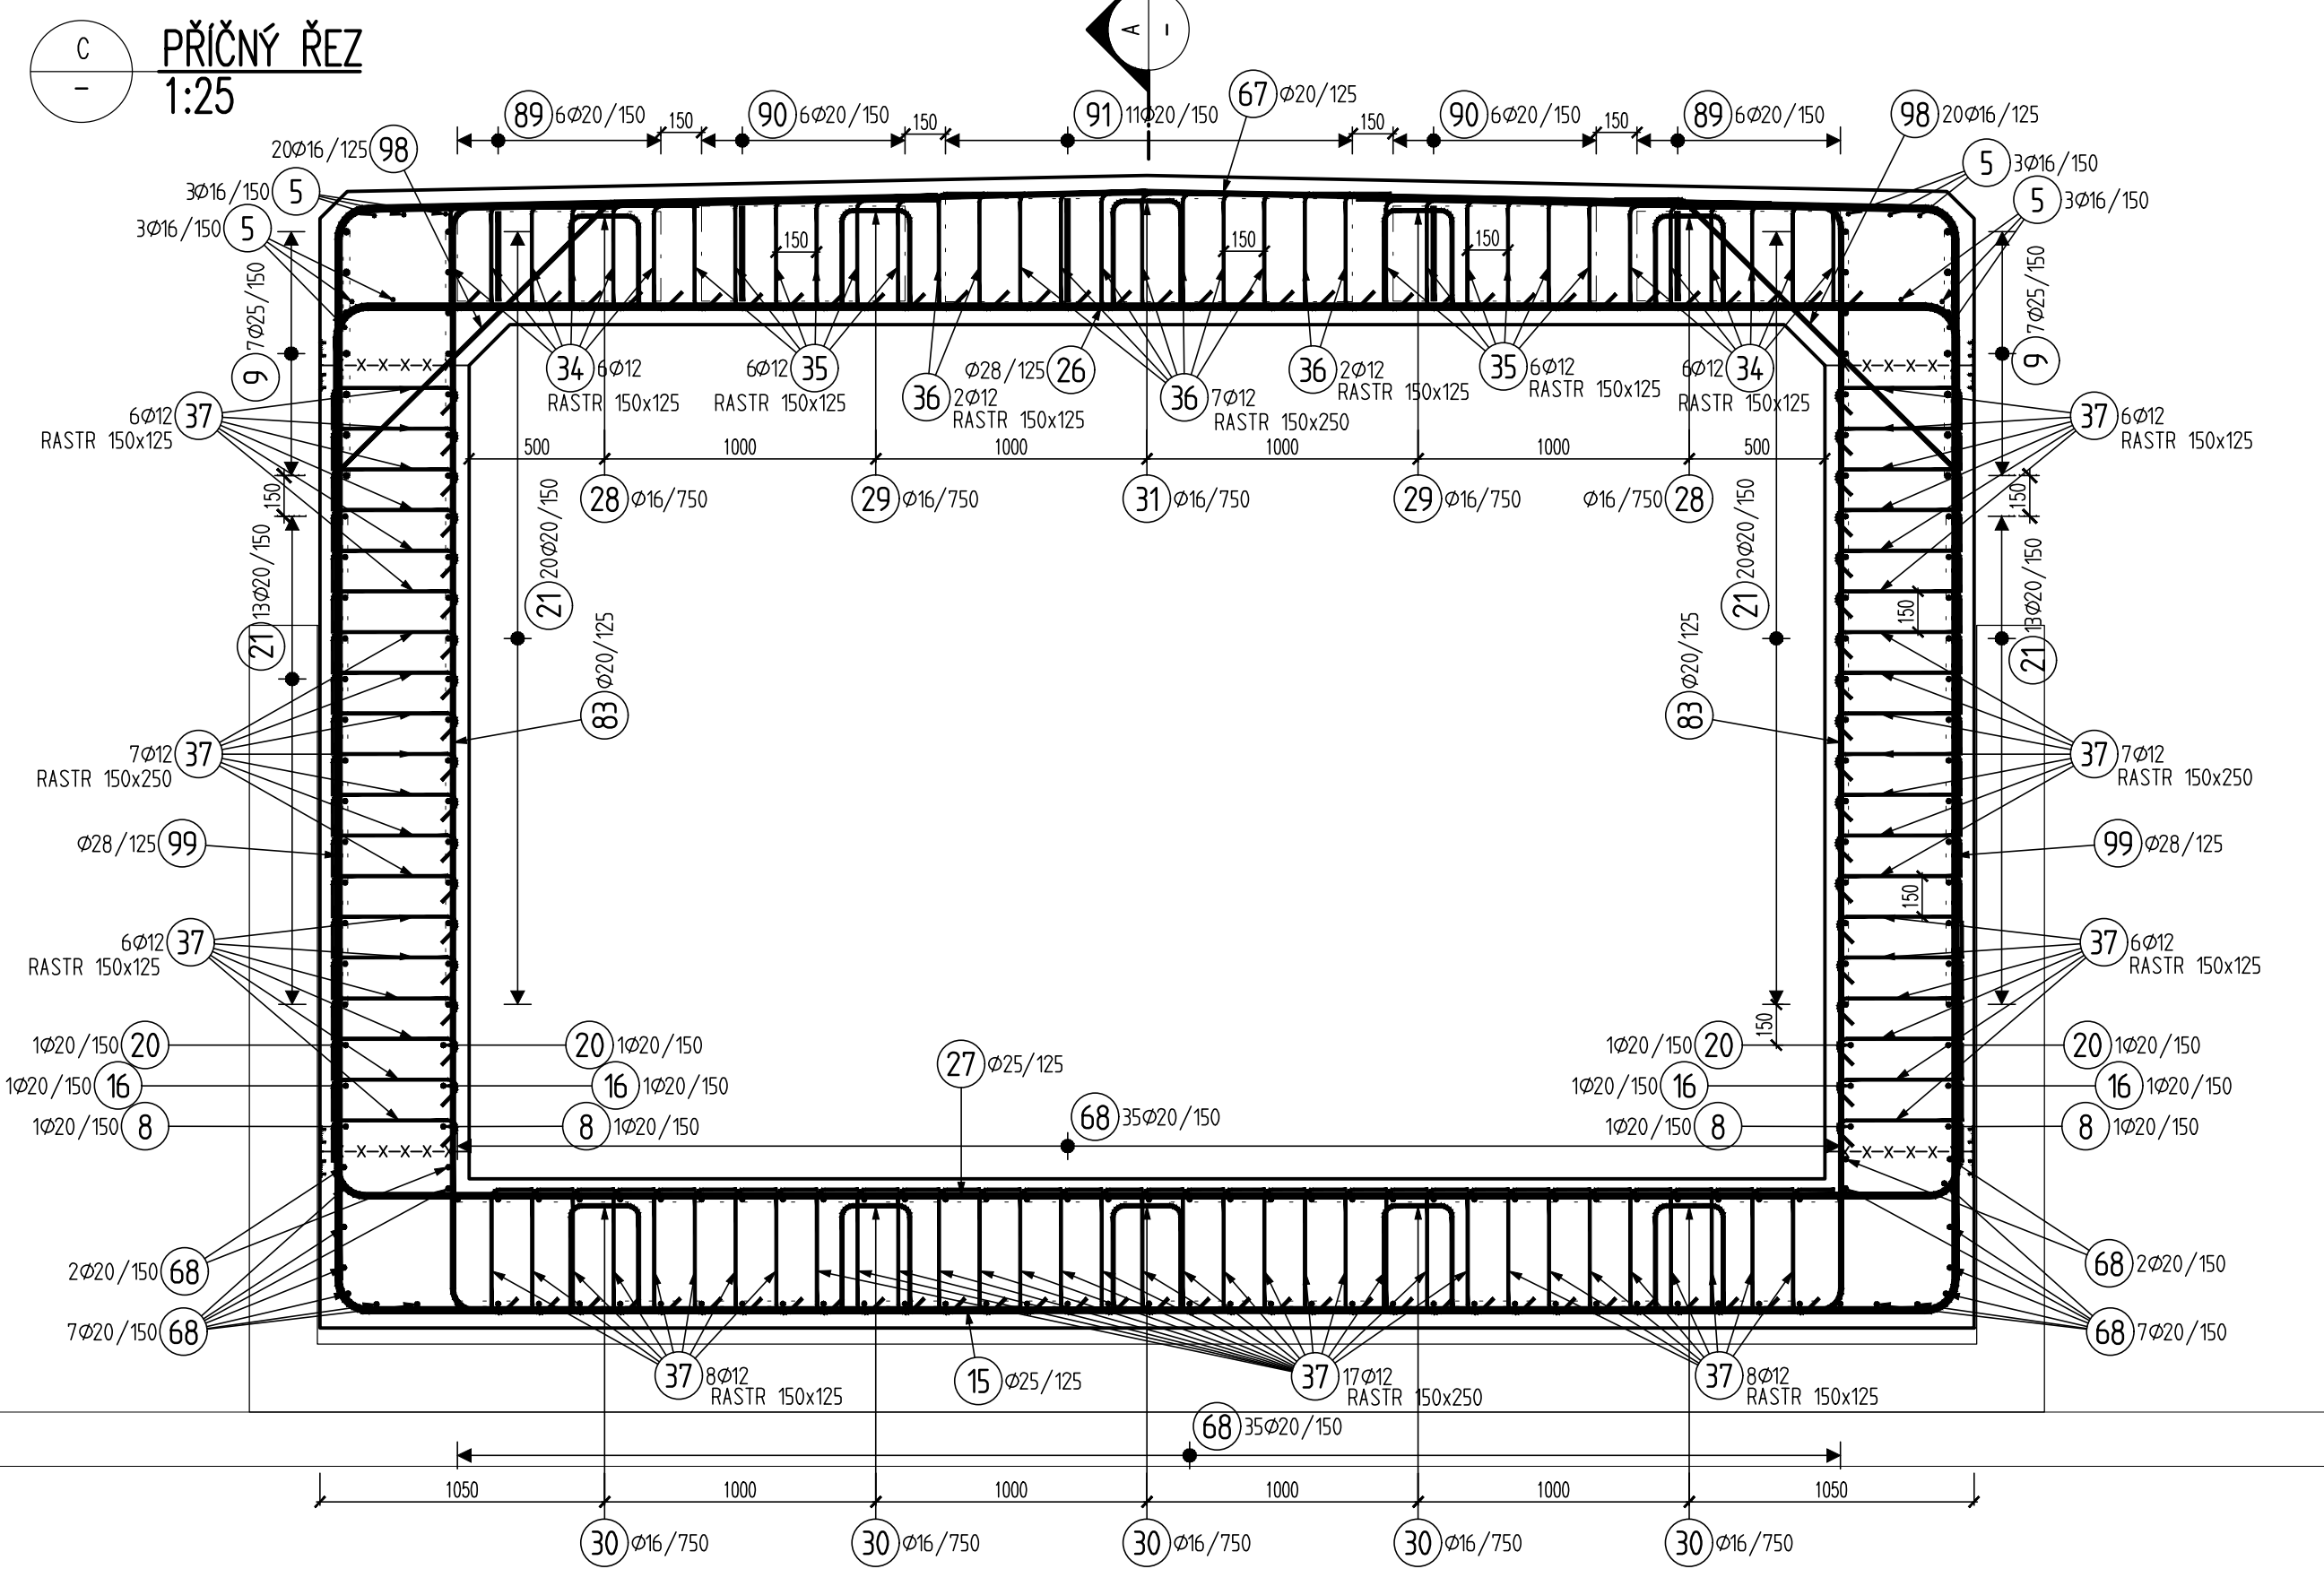 C
PŘÍČNÝ ŘEZ
–
1:25
A –
67 Ø20/125
89 6Ø20/150
150
90 6Ø20/150
150
91 11Ø20/150
150
90 6Ø20/150
150
89 6Ø20/150
98 20Ø16/125
20Ø16/125 98
3Ø16/150 5
3Ø16/150 5
5 3Ø16/150
5 3Ø16/150
150
150
150
9 7Ø25/150
9 7Ø25/150
34 6Ø12
RASTR 150x125
6Ø12 35
RASTR 150x125
36 2Ø12
RASTR 150x125
Ø28/125 26
36 7Ø12
RASTR 150x250
36 2Ø12
RASTR 150x125
35 6Ø12
RASTR 150x125
6Ø12 34
RASTR 150x125
6Ø12 37
RASTR 150x125
37 6Ø12
RASTR 150x125
500 1000 1000 1000 1000 500
28 Ø16/750
29 Ø16/750
31 Ø16/750
29 Ø16/750
Ø16/750 28
150
150
21 13Ø20/150
21 20Ø20/150
21 20Ø20/150
21 13Ø20/150
150
83 Ø20/125
83 Ø20/125
7Ø12 37
RASTR 150x250
37 7Ø12
RASTR 150x250
Ø28/125 99
99 Ø28/125
150
6Ø12 37
RASTR 150x125
37 6Ø12
RASTR 150x125
150
1Ø20/150 20
20 1Ø20/150
1Ø20/150 20
20 1Ø20/150
1Ø20/150 16
16 1Ø20/150
1Ø20/150 16
16 1Ø20/150
1Ø20/150 8
8 1Ø20/150
1Ø20/150 8
8 1Ø20/150
27 Ø25/125
68 35Ø20/150
2Ø20/150 68
68 2Ø20/150
7Ø20/150 68
68 7Ø20/150
37 8Ø12
RASTR 150x125
15 Ø25/125
37 17Ø12
RASTR 150x250
37 8Ø12
RASTR 150x125
68 35Ø20/150
1050 1000 1000 1000 1000 1050
30 Ø16/750
30 Ø16/750
30 Ø16/750
30 Ø16/750
30 Ø16/750